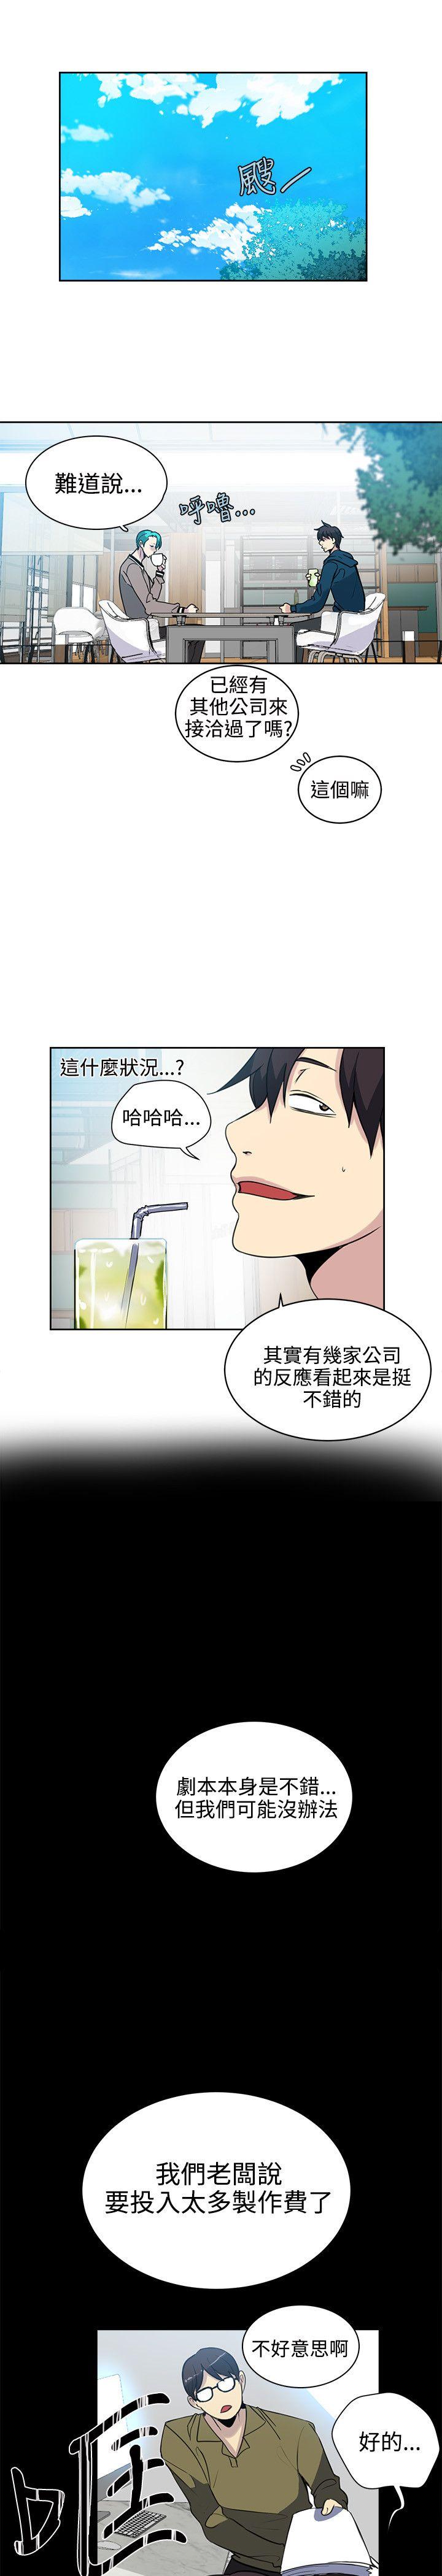 颼
難道說...
呼嚕...
已經有
其他公司來
接洽過了嗎?
這個嘛
這什麼狀況...?
哈哈哈...
其實有幾家公司
的反應看起來是挺
不錯的
劇本本身是不錯...
但我們可能沒辦法
我們老闆說
要投入太多製作費了
不好意思啊
好的...